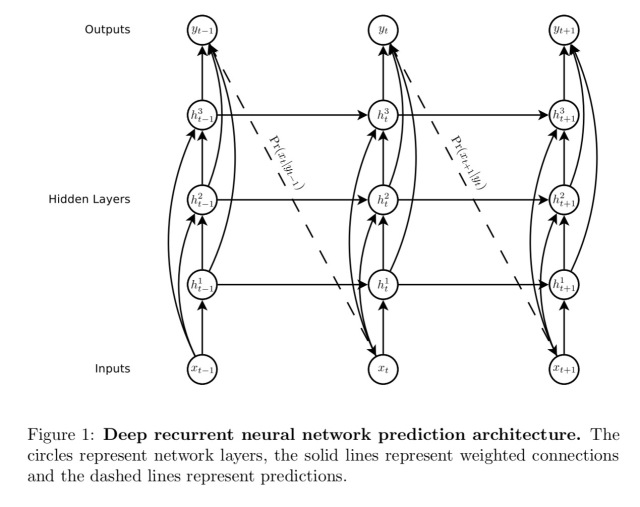 Outputs
y_{t-1} y_t y_{t+1}
h^3_{t-1} h^3_t h^3_{t+1}
Pr(x_t|y_{t-1}) Pr(x_{t+1}|y_t)
Hidden Layers
h^2_{t-1} h^2_t h^2_{t+1}
h^1_{t-1} h^1_t h^1_{t+1}
Inputs
x_{t-1} x_t x_{t+1}
Figure 1: Deep recurrent neural network prediction architecture. The
circles represent network layers, the solid lines represent weighted connections
and the dashed lines represent predictions.